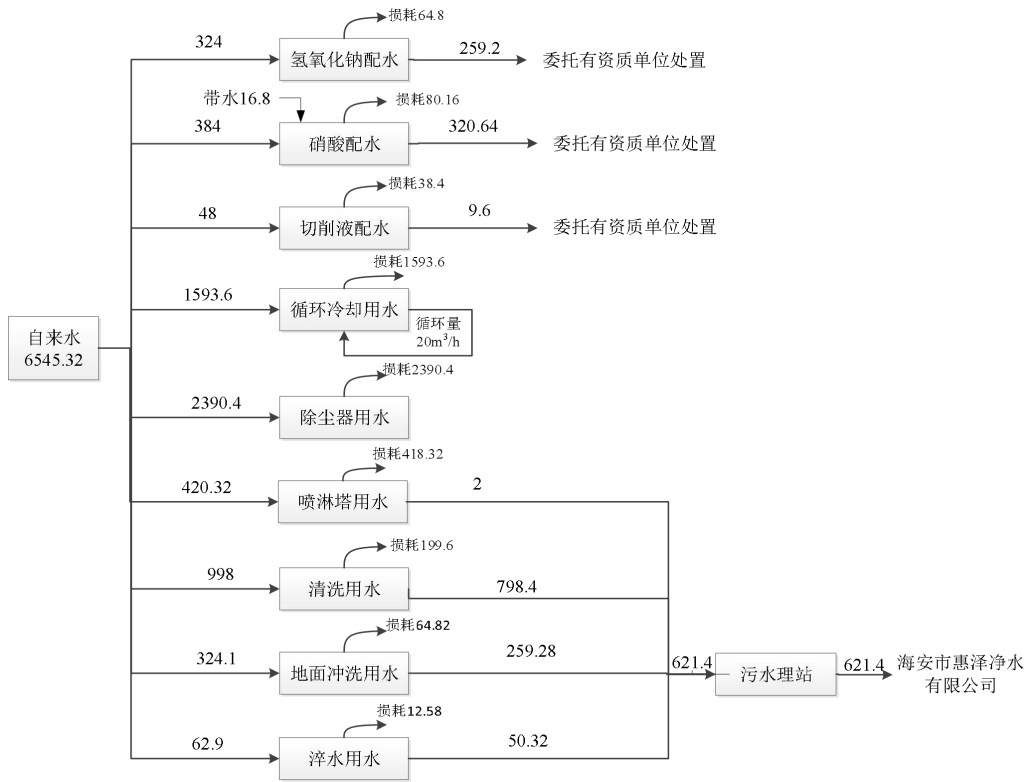 324
损耗64.8
氢氧化钠配水
259.2
委托有资质单位处置
带水16.8
384
损耗80.16
硝酸配水
320.64
委托有资质单位处置
48
损耗38.4
切削液配水
9.6
委托有资质单位处置
1593.6
损耗1593.6
循环冷却用水
循环量
20m³/h
自来水
6545.32
2390.4
损耗2390.4
除尘器用水
420.32
损耗418.32
喷淋塔用水
2
998
损耗199.6
清洗用水
798.4
324.1
损耗64.82
地面冲洗用水
259.28
621.4
污水理站
621.4
海安市惠泽净水
有限公司
62.9
损耗12.58
淬水用水
50.32